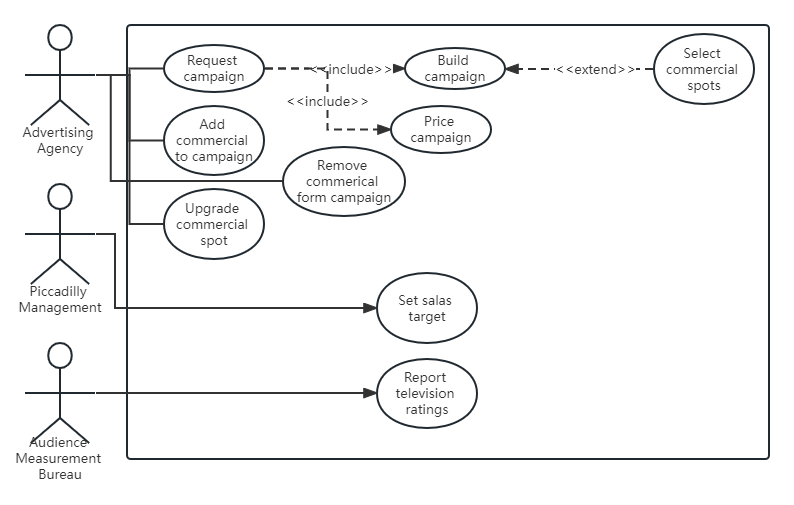 Request
campaign
<<include>>
Build
campaign
<<extend>>
Select
commercial
spots
<<include>>
Price
campaign
Advertising
Agency
Add
commercial
to campaign
Remove
commerical
form campaign
Upgrade
commercial
spot
Piccadilly
Management
Set salas
target
Report
television
ratings
Audience
Measurement
Bureau